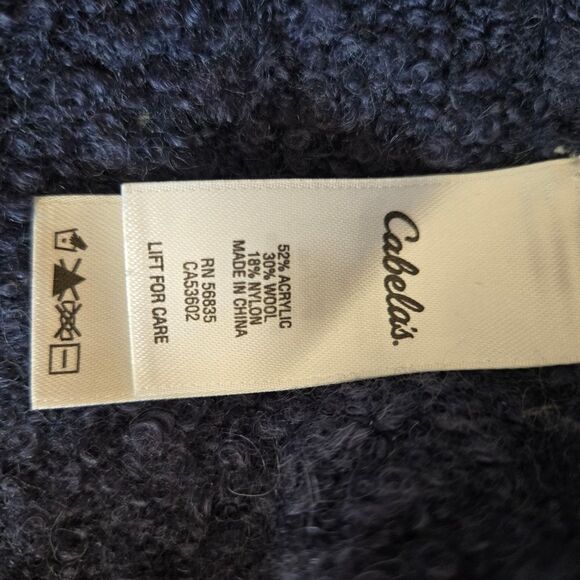 Cabela's.
52% ACRYLIC
30% WOOL
18% NYLON
MADE IN CHINA
RN 56835
CA53602
LIFT FOR CARE